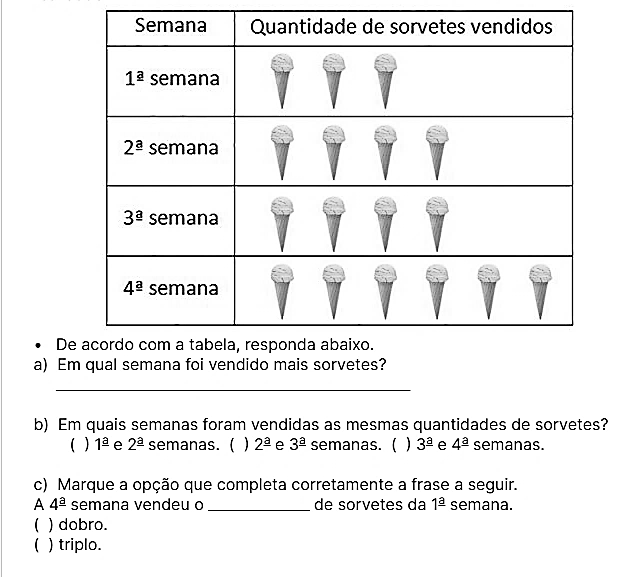 Semana Quantidade de sorvetes vendidos
1ª semana
2ª semana
3ª semana
4ª semana
• De acordo com a tabela, responda abaixo.
a) Em qual semana foi vendido mais sorvetes?
b) Em quais semanas foram vendidas as mesmas quantidades de sorvetes?
( ) 1ª e 2ª semanas. ( ) 2ª e 3ª semanas. ( ) 3ª e 4ª semanas.
c) Marque a opção que completa corretamente a frase a seguir.
A 4ª semana vendeu o ____________ de sorvetes da 1ª semana.
( ) dobro.
( ) triplo.